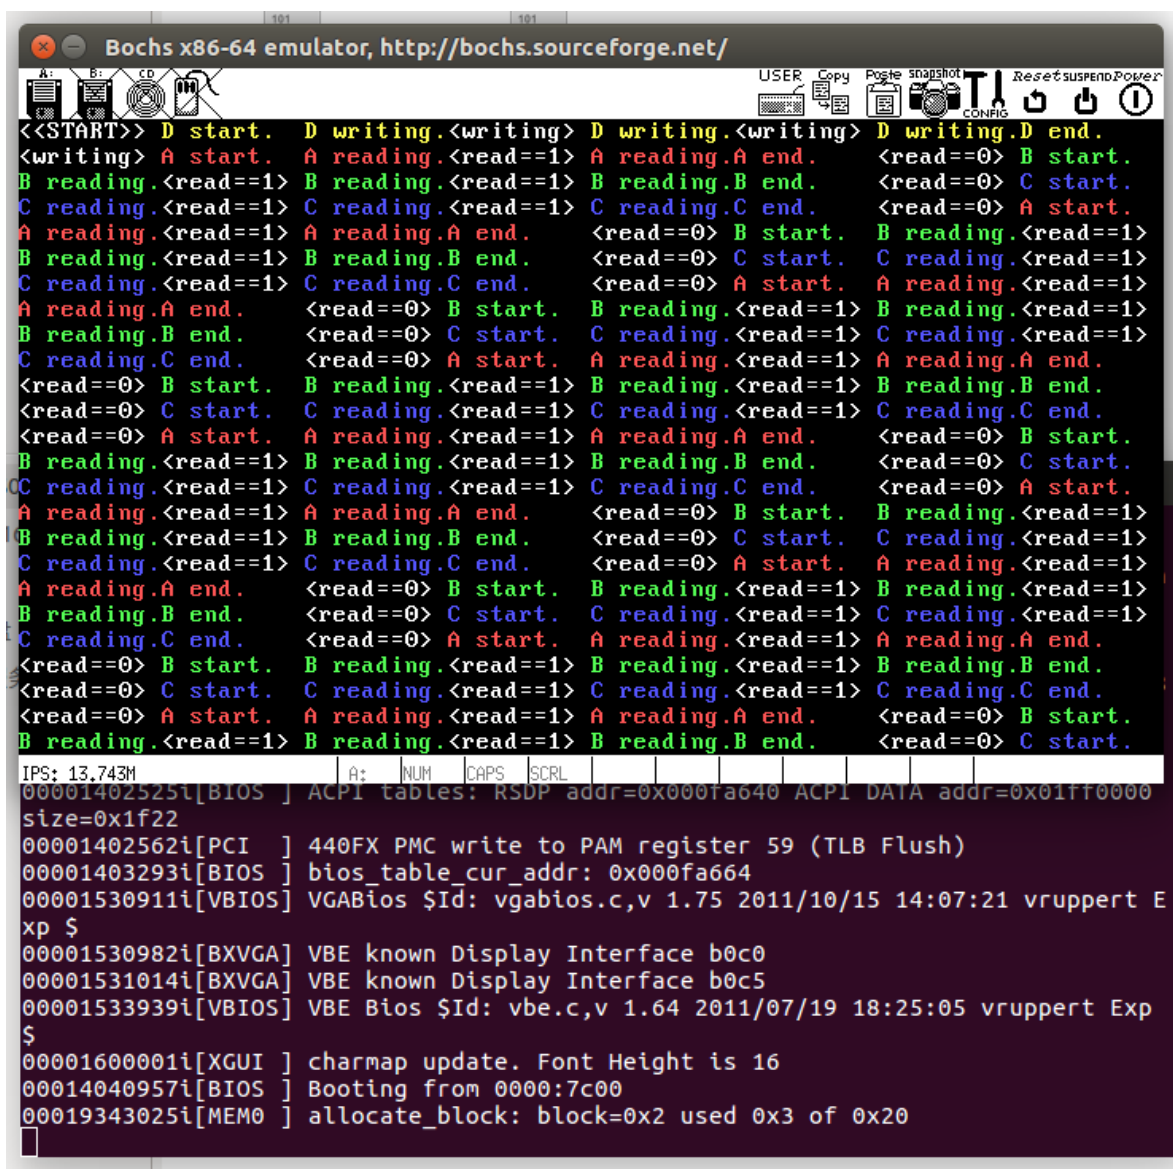 101 101
Bochs x86-64 emulator, http://bochs.sourceforge.net/
A: B: CD USER Copy Paste snapshot CONFIG Reset SUSPEND Power
<<START>> D start. D writing.<writing> D writing.<writing> D writing.D end.
<writing> A start. A reading.<read==1> A reading.A end. <read==0> B start.
B reading.<read==1> B reading.<read==1> B reading.B end. <read==0> C start.
C reading.<read==1> C reading.<read==1> C reading.C end. <read==0> A start.
A reading.<read==1> A reading.A end. <read==0> B start. B reading.<read==1>
B reading.<read==1> B reading.B end. <read==0> C start. C reading.<read==1>
C reading.<read==1> C reading.C end. <read==0> A start. A reading.<read==1>
A reading.A end. <read==0> B start. B reading.<read==1> B reading.<read==1>
B reading.B end. <read==0> C start. C reading.<read==1> C reading.<read==1>
C reading.C end. <read==0> A start. A reading.<read==1> A reading.A end.
<read==0> B start. B reading.<read==1> B reading.<read==1> B reading.B end.
<read==0> C start. C reading.<read==1> C reading.<read==1> C reading.C end.
<read==0> A start. A reading.<read==1> A reading.A end. <read==0> B start.
B reading.<read==1> B reading.<read==1> B reading.B end. <read==0> C start.
C reading.<read==1> C reading.<read==1> C reading.C end. <read==0> A start.
A reading.<read==1> A reading.A end. <read==0> B start. B reading.<read==1>
B reading.<read==1> B reading.B end. <read==0> C start. C reading.<read==1>
C reading.<read==1> C reading.C end. <read==0> A start. A reading.<read==1>
A reading.A end. <read==0> B start. B reading.<read==1> B reading.<read==1>
B reading.B end. <read==0> C start. C reading.<read==1> C reading.<read==1>
C reading.C end. <read==0> A start. A reading.<read==1> A reading.A end.
<read==0> B start. B reading.<read==1> B reading.<read==1> B reading.B end.
<read==0> C start. C reading.<read==1> C reading.<read==1> C reading.C end.
<read==0> A start. A reading.<read==1> A reading.A end. <read==0> B start.
B reading.<read==1> B reading.<read==1> B reading.B end. <read==0> C start.
IPS: 13.743M A: NUM CAPS SCRL
00001402525i[BIOS ] ACPI tables: RSDP addr=0x000fa640 ACPI DATA addr=0x01ff0000
size=0x1f22
00001402562i[PCI ] 440FX PMC write to PAM register 59 (TLB Flush)
00001403293i[BIOS ] bios_table_cur_addr: 0x000fa664
00001530911i[VBIOS] VGABios $Id: vgabios.c,v 1.75 2011/10/15 14:07:21 vruppert E
xp $
00001530982i[BXVGA] VBE known Display Interface b0c0
00001531014i[BXVGA] VBE known Display Interface b0c5
00001533939i[VBIOS] VBE Bios $Id: vbe.c,v 1.64 2011/07/19 18:25:05 vruppert Exp
$
00001600001i[XGUI ] charmap update. Font Height is 16
00014040957i[BIOS ] Booting from 0000:7c00
00019343025i[MEM0 ] allocate_block: block=0x2 used 0x3 of 0x20